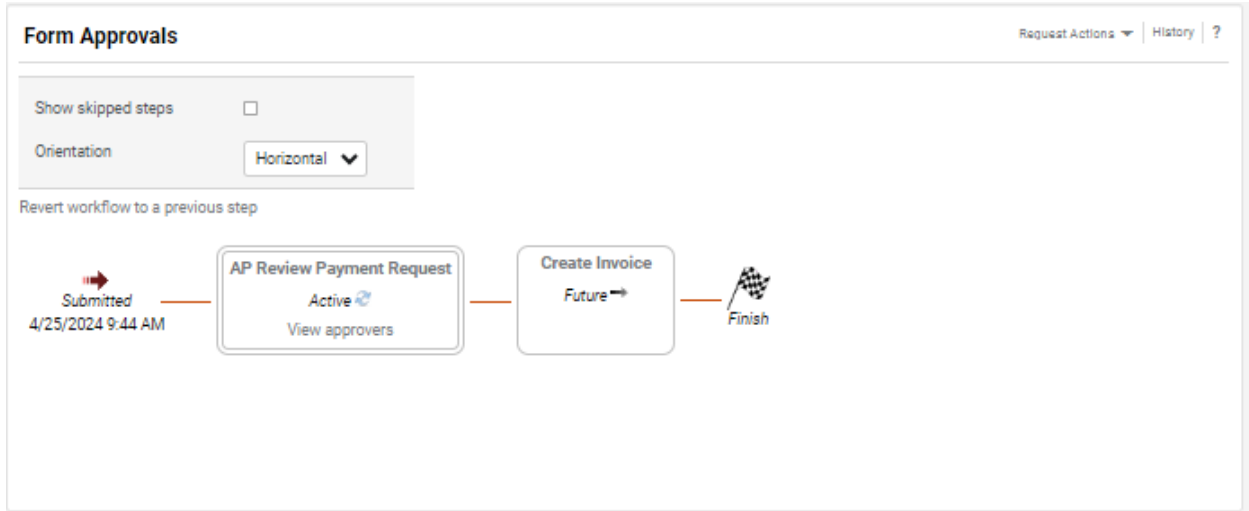 Form Approvals
Request Actions
History
?
Show skipped steps
Orientation
Horizontal
Revert workflow to a previous step
Submitted
4/25/2024 9:44 AM
AP Review Payment Request
Active
View approvers
Create Invoice
Future
Finish